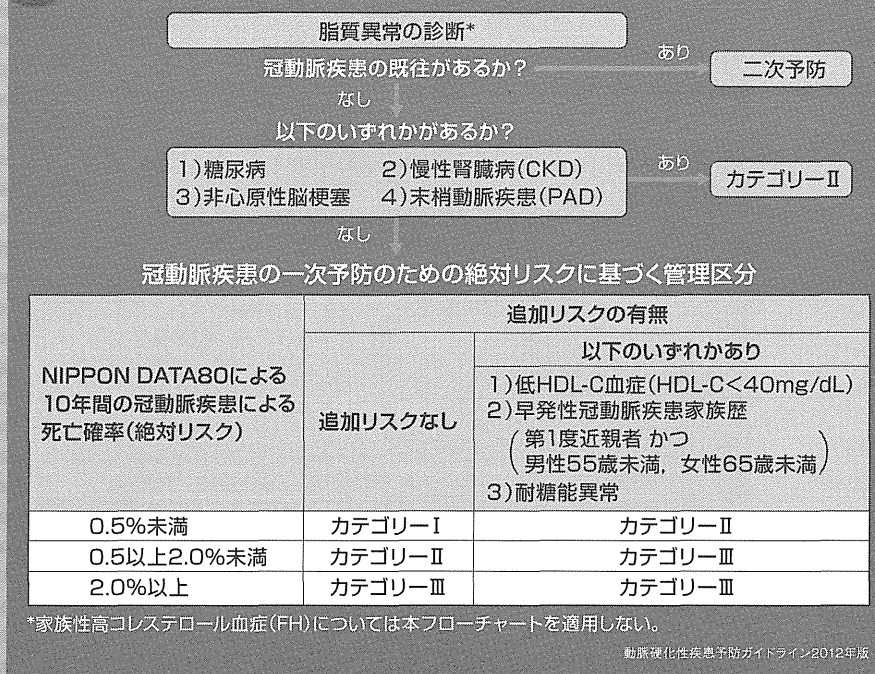 脂質異常の診断*
冠動脈疾患の既往があるか?
あり
二次予防
なし
以下のいずれかがあるか?
1)糖尿病 2)慢性腎臓病(CKD)
3)非心原性脳梗塞 4)末梢動脈疾患(PAD)
あり
カテゴリーⅡ
なし
冠動脈疾患の一次予防のための絶対リスクに基づく管理区分
NIPPON DATA80による
10年間の冠動脈疾患による
死亡確率(絶対リスク)
追加リスクの有無
追加リスクなし
以下のいずれかあり
1)低HDL-C血症(HDL-C<40mg/dL)
2)早発性冠動脈疾患家族歴
(第1度近親者 かつ
男性55歳未満, 女性65歳未満)
3)耐糖能異常
0.5%未満 カテゴリーⅠ カテゴリーⅡ
0.5以上2.0%未満 カテゴリーⅡ カテゴリーⅢ
2.0%以上 カテゴリーⅢ カテゴリーⅢ
*家族性高コレステロール血症(FH)については本フローチャートを適用しない。
動脈硬化性疾患予防ガイドライン2012年版